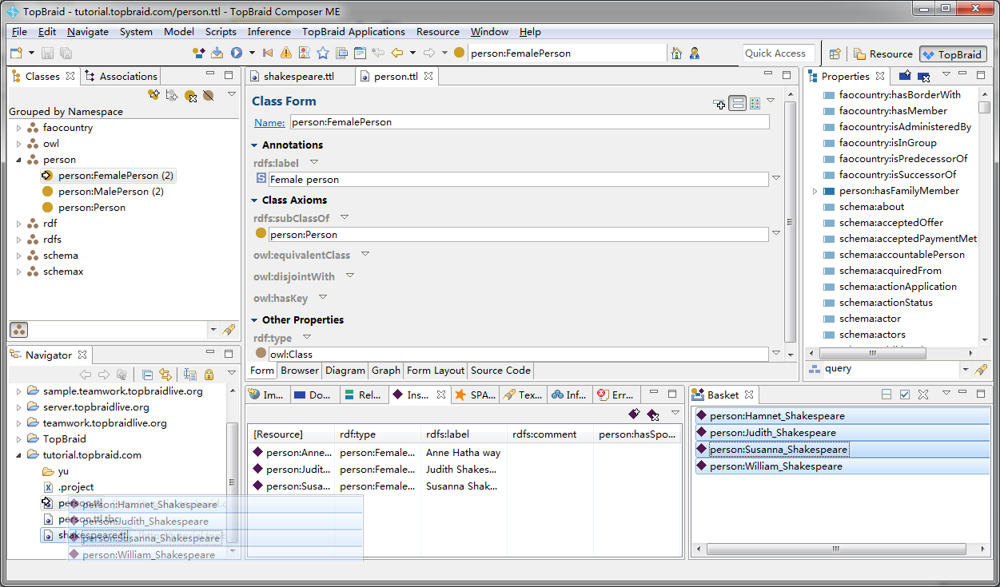 TopBraid - tutorial.topbraid.com/person.ttl - TopBraid Composer ME
File Edit Navigate System Model Scripts Inference TopBraid Applications Resource Window Help
person:FemalePerson
Quick Access
Resource
TopBraid
Classes
Associations
Grouped by Namespace
faocountry
owl
person
person:FemalePerson (2)
person:MalePerson (2)
person:Person
rdf
rdfs
schema
schemax
Navigator
sample.teamwork.topbraidlive.org
server.topbraidlive.org
teamwork.topbraidlive.org
TopBraid
tutorial.topbraid.com
yu
.project
person.ttl
person.ttl.tbc
shakespeare.ttl
person:Hamnet_Shakespeare
person:Judith_Shakespeare
person:Susanna_Shakespeare
person:William_Shakespeare
shakespeare.ttl
person.ttl
Class Form
Name: person:FemalePerson
Annotations
rdfs:label
S Female person
Class Axioms
rdfs:subClassOf
person:Person
owl:equivalentClass
owl:disjointWith
owl:hasKey
Other Properties
rdf:type
owl:Class
Form Browser Diagram Graph Form Layout Source Code
Im... Do... Rel... Ins... SPA... Tex... Inf... Err...
[Resource] rdf:type rdfs:label rdfs:comment person:hasSpo...
person:Anne... person:Female... Anne Hatha way
person:Judit... person:Female... Judith Shakes...
person:Susa... person:Female... Susanna Shak...
Properties
faocountry:hasBorderWith
faocountry:hasMember
faocountry:isAdministeredBy
faocountry:isInGroup
faocountry:isPredecessorOf
faocountry:isSuccessorOf
person:hasFamilyMember
schema:about
schema:acceptedOffer
schema:acceptedPaymentMet
schema:accountablePerson
schema:acquiredFrom
schema:actionApplication
schema:actionStatus
schema:actor
schema:actors
query
Basket
person:Hamnet_Shakespeare
person:Judith_Shakespeare
person:Susanna_Shakespeare
person:William_Shakespeare